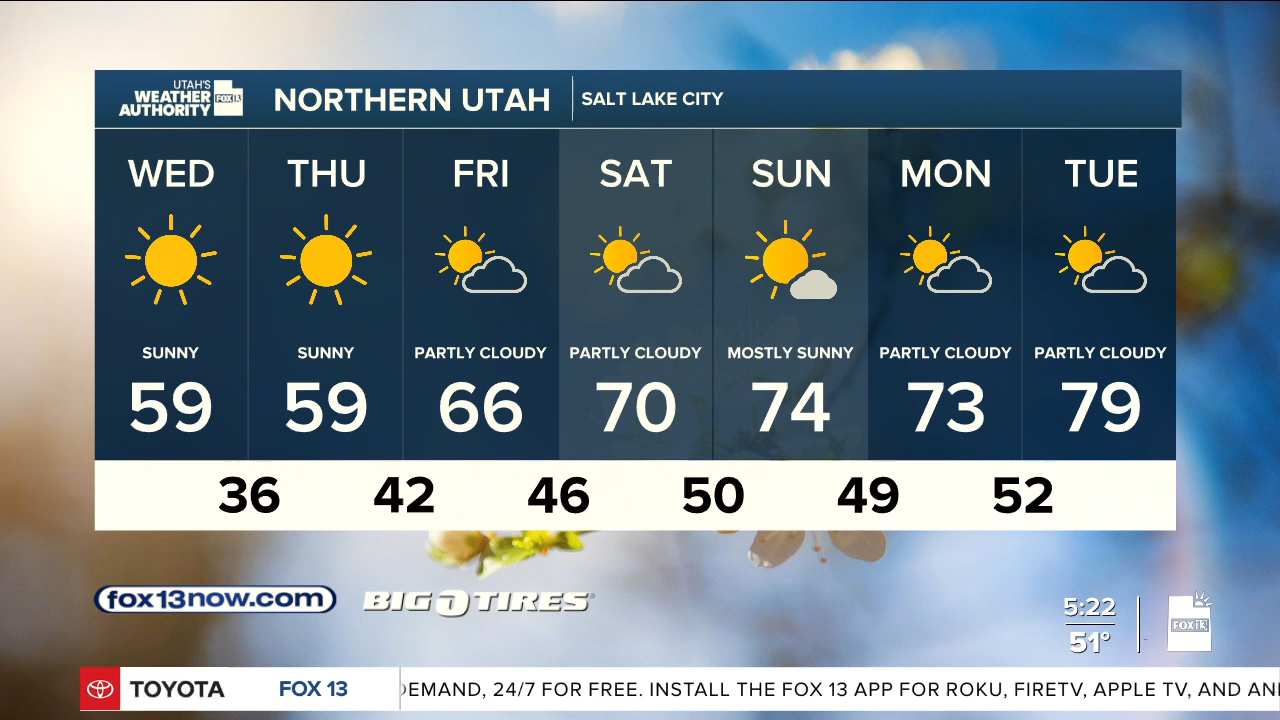 UTAH'S
WEATHER
AUTHORITY
FOX 13
NORTHERN UTAH
SALT LAKE CITY
WED THU FRI SAT SUN MON TUE
SUNNY SUNNY PARTLY CLOUDY PARTLY CLOUDY MOSTLY SUNNY PARTLY CLOUDY PARTLY CLOUDY
59 59 66 70 74 73 79
36 42 46 50 49 52
fox13now.com
BIG O TIRES
5:22
51°
FOX 13
TOYOTA
FOX 13
EMAND, 24/7 FOR FREE. INSTALL THE FOX 13 APP FOR ROKU, FIRETV, APPLE TV, AND AN